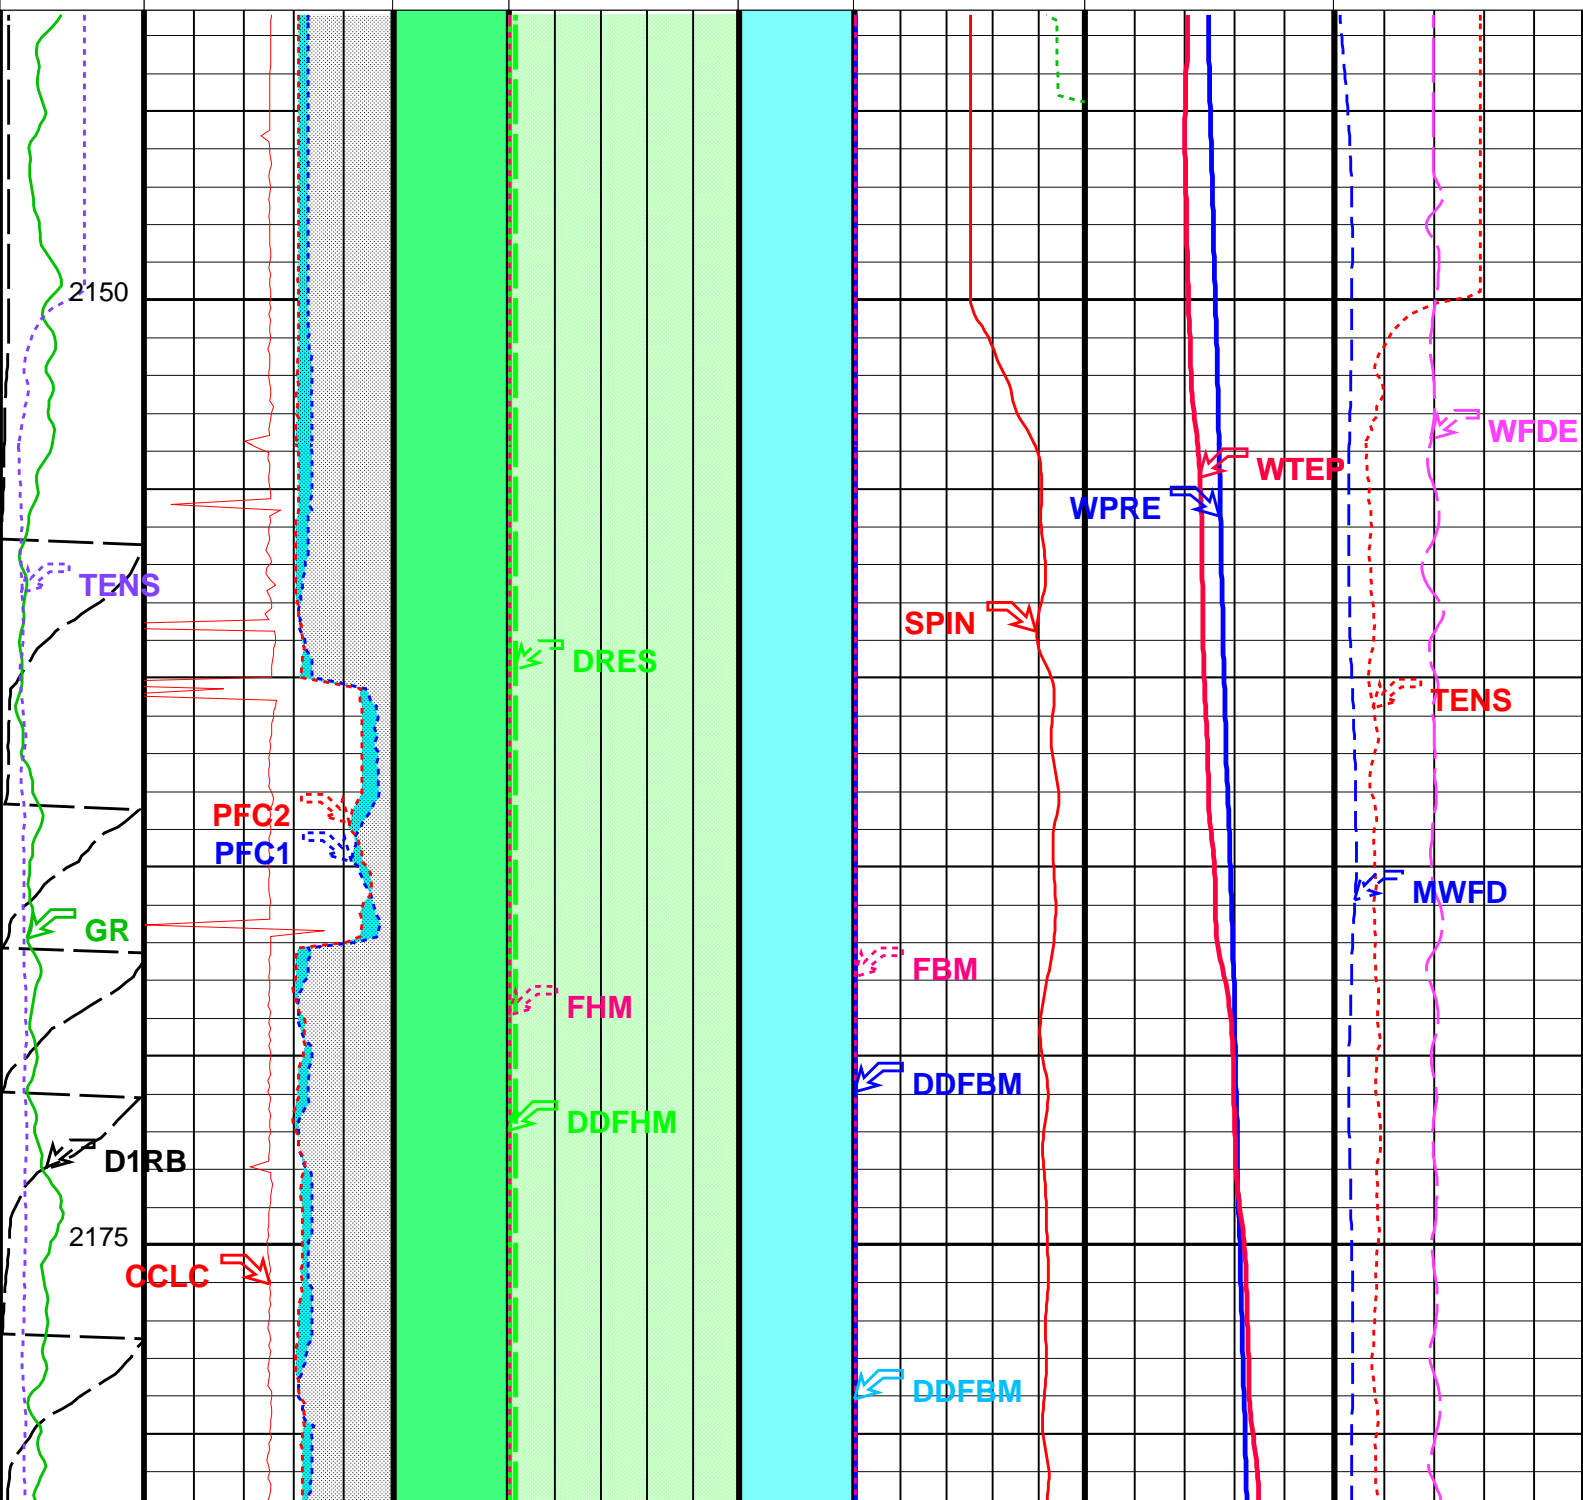 2150
WFDE
WTEP
WPRE
TENS
SPIN
DRES
TENS
PFC2
PFC1
MWFD
GR
FBM
FHM
DDFBM
DDFHM
D1RB
2175
CCLC
DDFBM